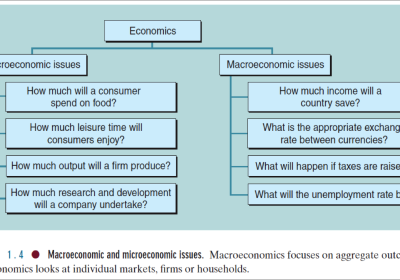 Economics
croeconomic issues
Macroeconomic issues
How much will a consumer
spend on food?
How much income will a
country save?
How much leisure time will
consumers enjoy?
What is the appropriate exchang
rate between currencies?
How much output will a firm produce?
What will happen if taxes are raise
How much research and development
will a company undertake?
What will the unemployment rate b
1.4 ● Macroeconomic and microeconomic issues. Macroeconomics focuses on aggregate outc
onomics looks at individual markets, firms or households.